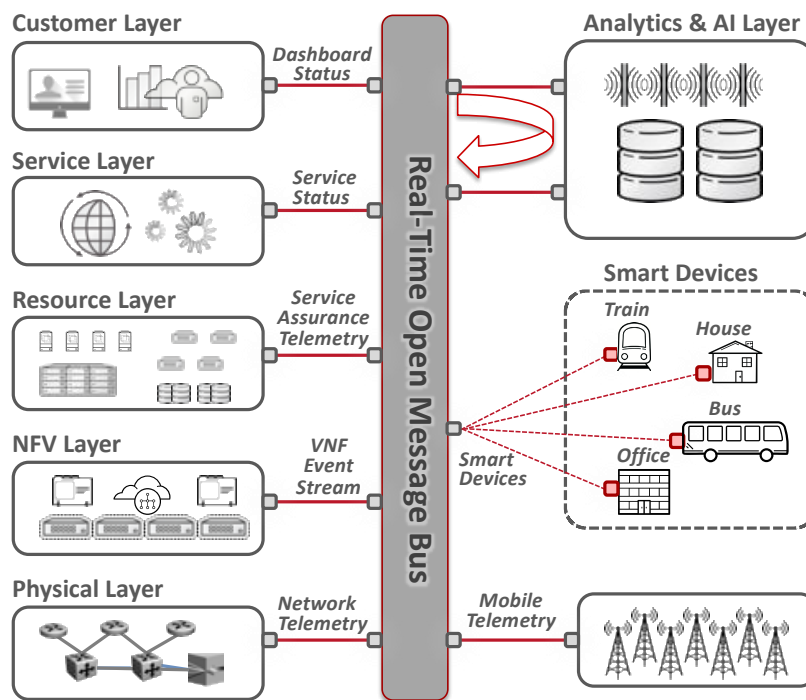 Customer Layer
Dashboard
Status
Analytics & AI Layer
Service Layer
Service
Status
Real-Time Open Message Bus
Resource Layer
Service
Assurance
Telemetry
Smart Devices
Train
House
Bus
Office
NFV Layer
VNF
Event
Stream
Smart
Devices
Physical Layer
Network
Telemetry
Mobile
Telemetry